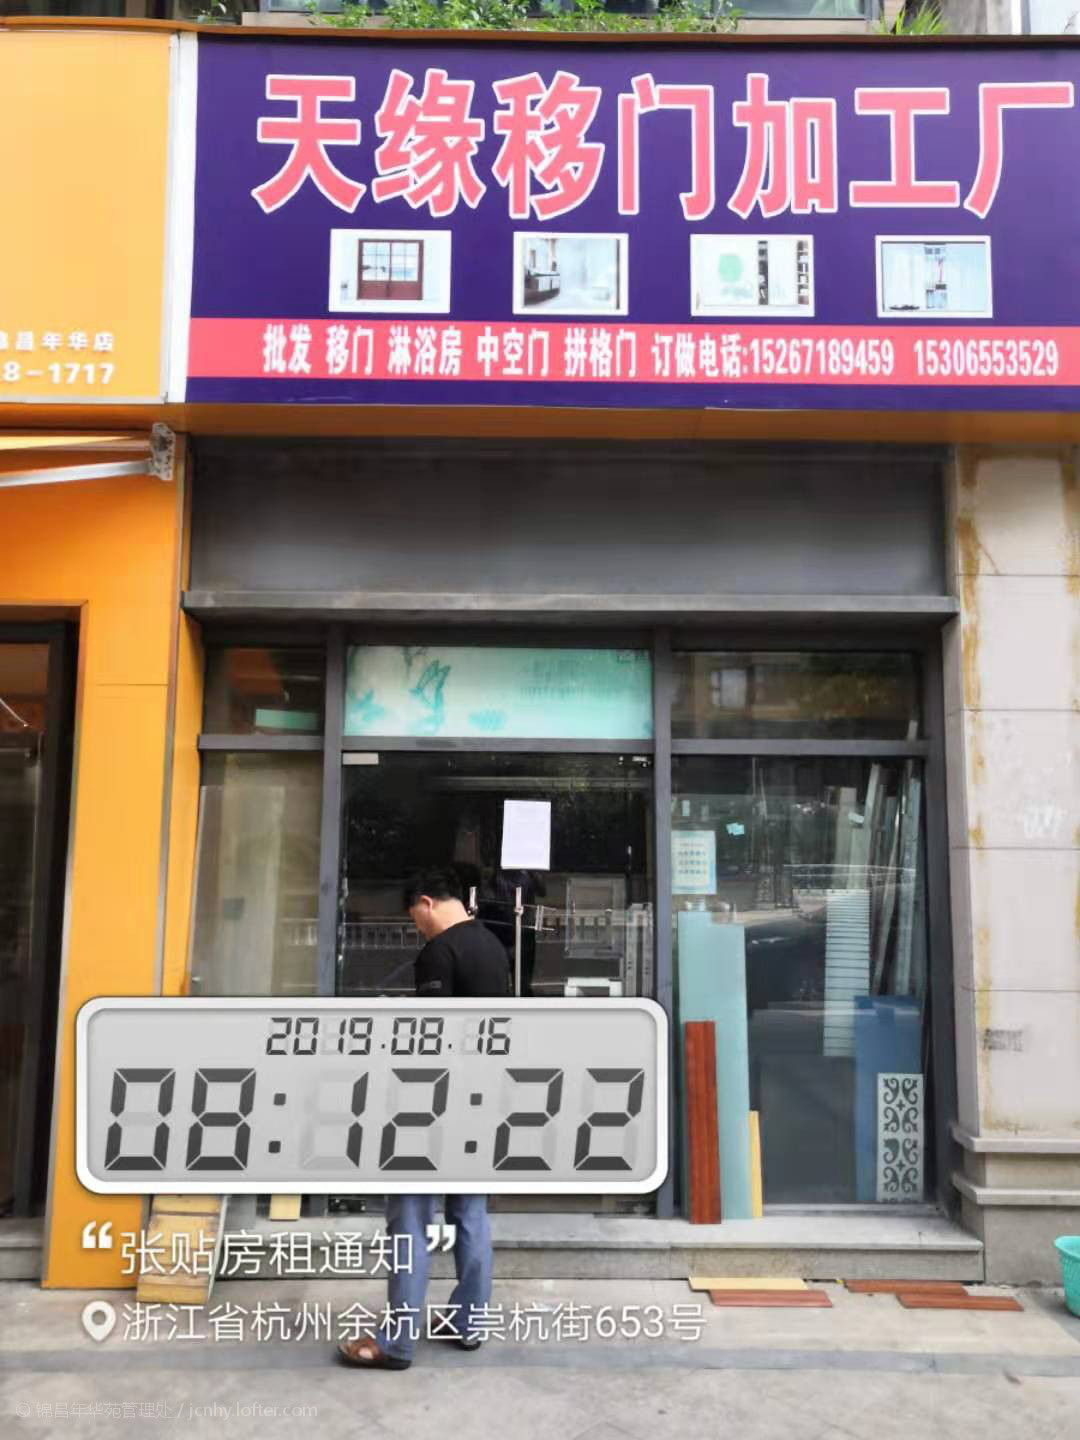 天缘移门加工厂
批发 移门 淋浴房 中空门 拼格门 订做电话:15267189459 15306553529
昌年华店
8-1717
2019.08.16
08:12:22
“张贴房租通知”
浙江省杭州余杭区崇杭街653号
© 锦昌年华苑管理处 / jcnhy.lofter.com